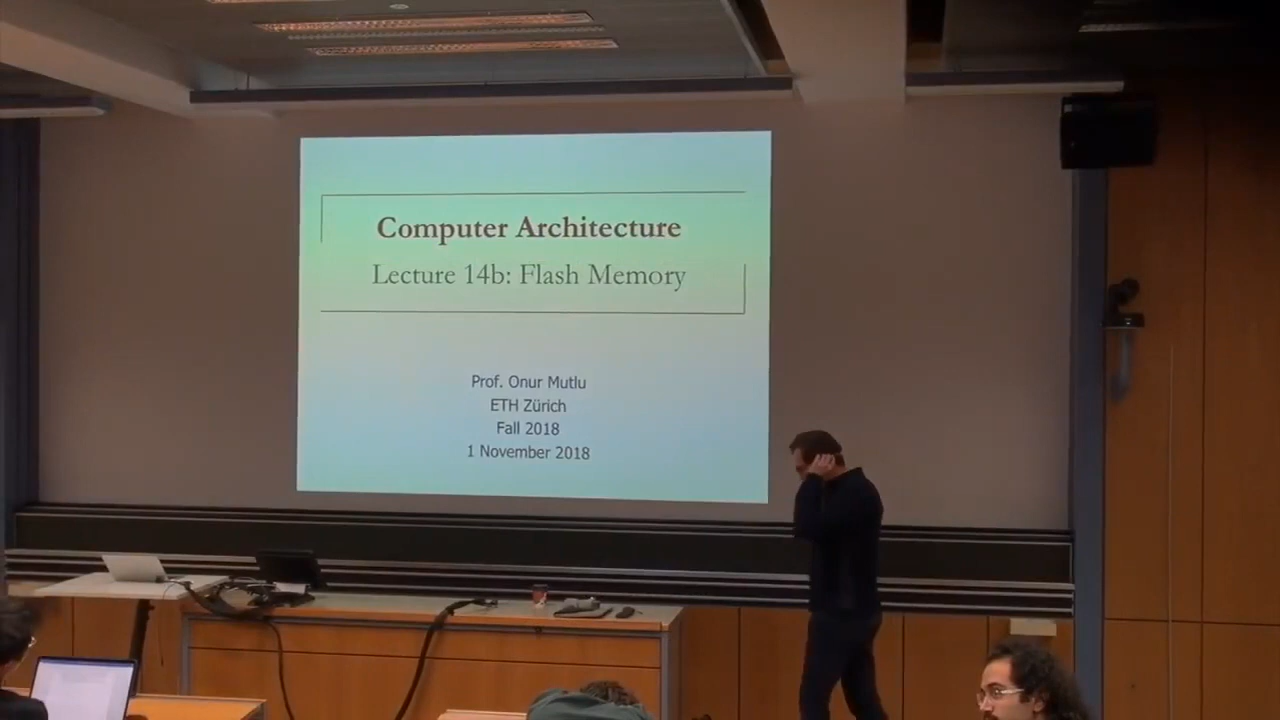 Computer Architecture
Lecture 14b: Flash Memory
Prof. Onur Mutlu
ETH Zürich
Fall 2018
1 November 2018